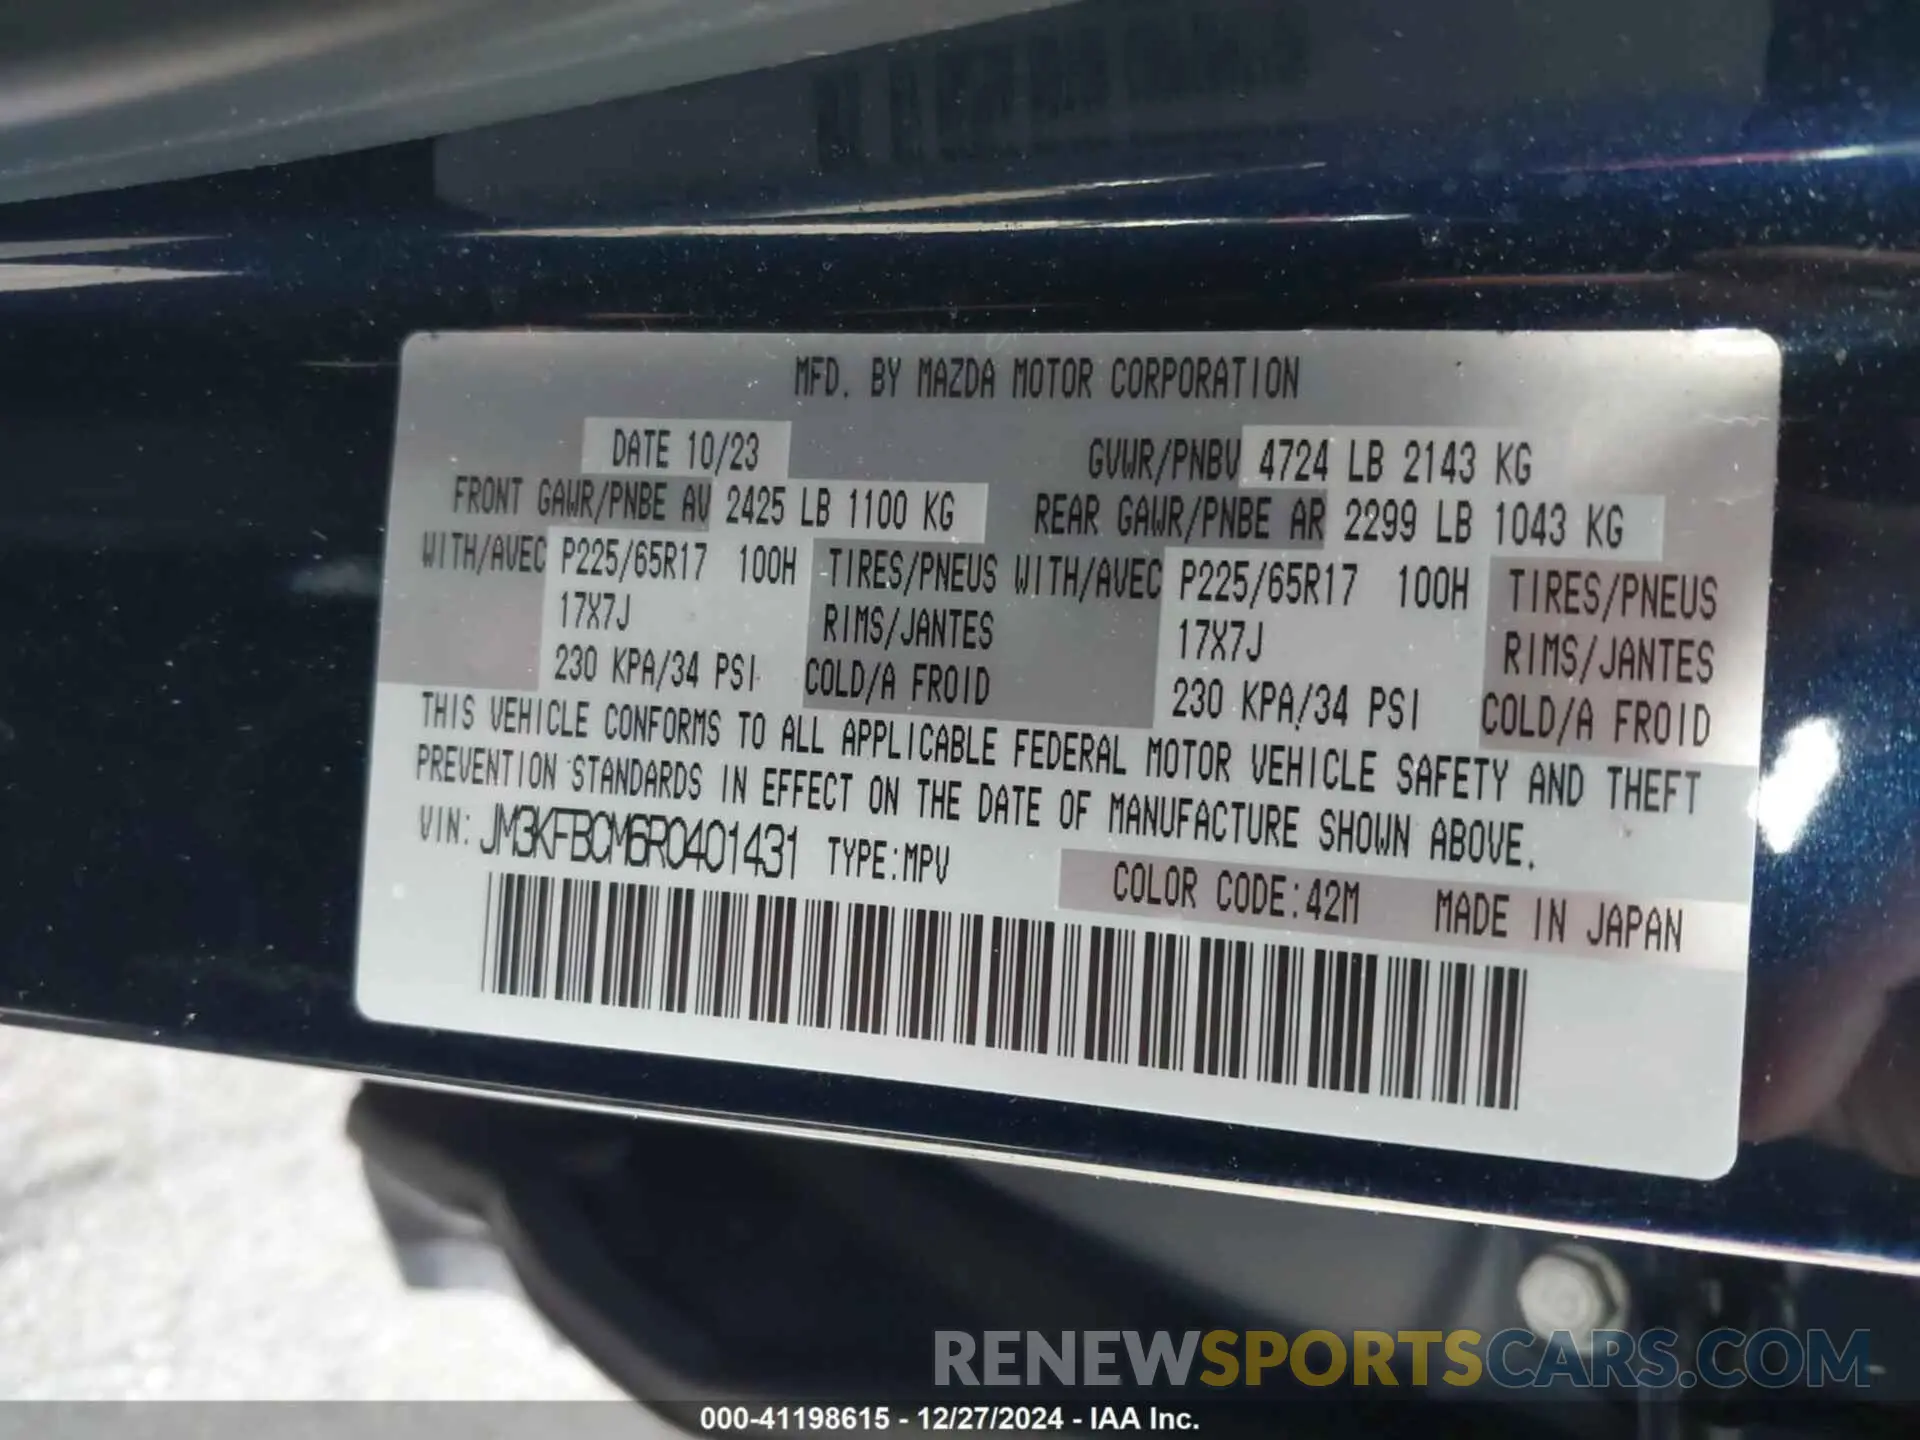 MFD. BY MAZDA MOTOR CORPORATION
DATE 10/23 GVWR/PNBV 4724 LB 2143 KG
FRONT GAWR/PNBE AV 2425 LB 1100 KG REAR GAWR/PNBE AR 2299 LB 1043 KG
WITH/AVEC P225/65R17 100H TIRES/PNEUS WITH/AVEC P225/65R17 100H TIRES/PNEUS
17X7J RIMS/JANTES 17X7J RIMS/JANTES
230 KPA/34 PSI COLD/A FROID 230 KPA/34 PSI COLD/A FROID
THIS VEHICLE CONFORMS TO ALL APPLICABLE FEDERAL MOTOR VEHICLE SAFETY AND THEFT
PREVENTION STANDARDS IN EFFECT ON THE DATE OF MANUFACTURE SHOWN ABOVE.
VIN: JM3KFBCM6R0401431 TYPE:MPV
COLOR CODE:42M MADE IN JAPAN
RENEWSPORTSCARS.COM
000-41198615 - 12/27/2024 - IAA Inc.